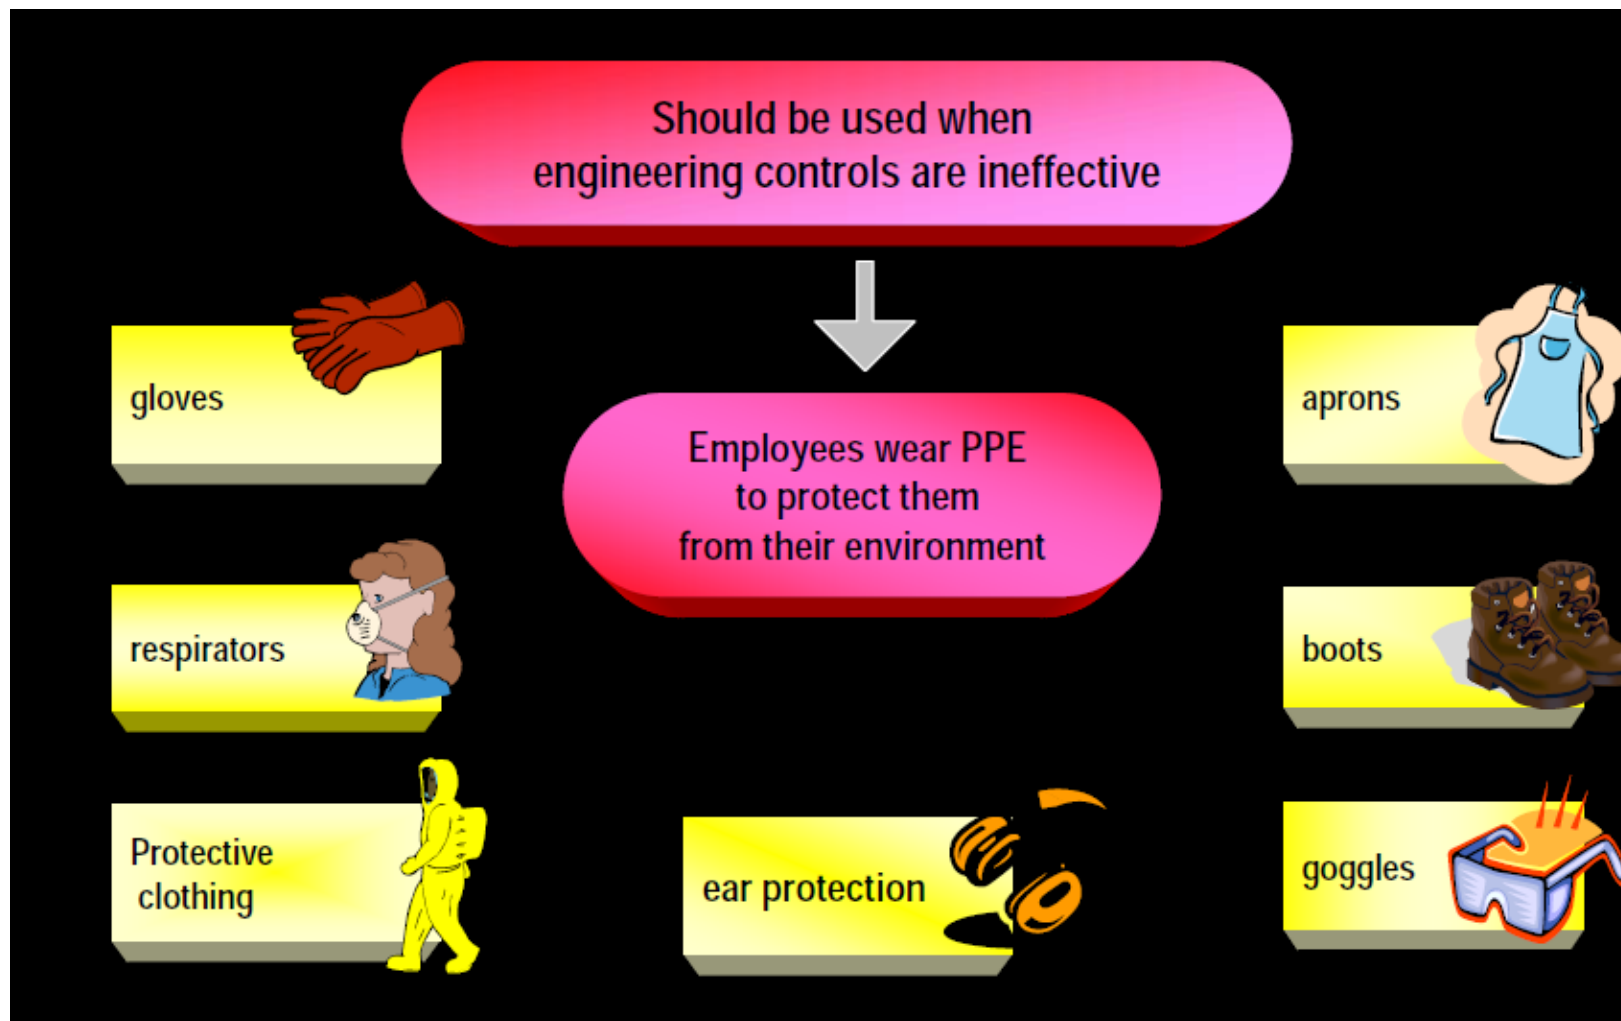 Should be used when
engineering controls are ineffective
gloves
aprons
Employees wear PPE
to protect them
from their environment
respirators
boots
Protective
clothing
ear protection
goggles